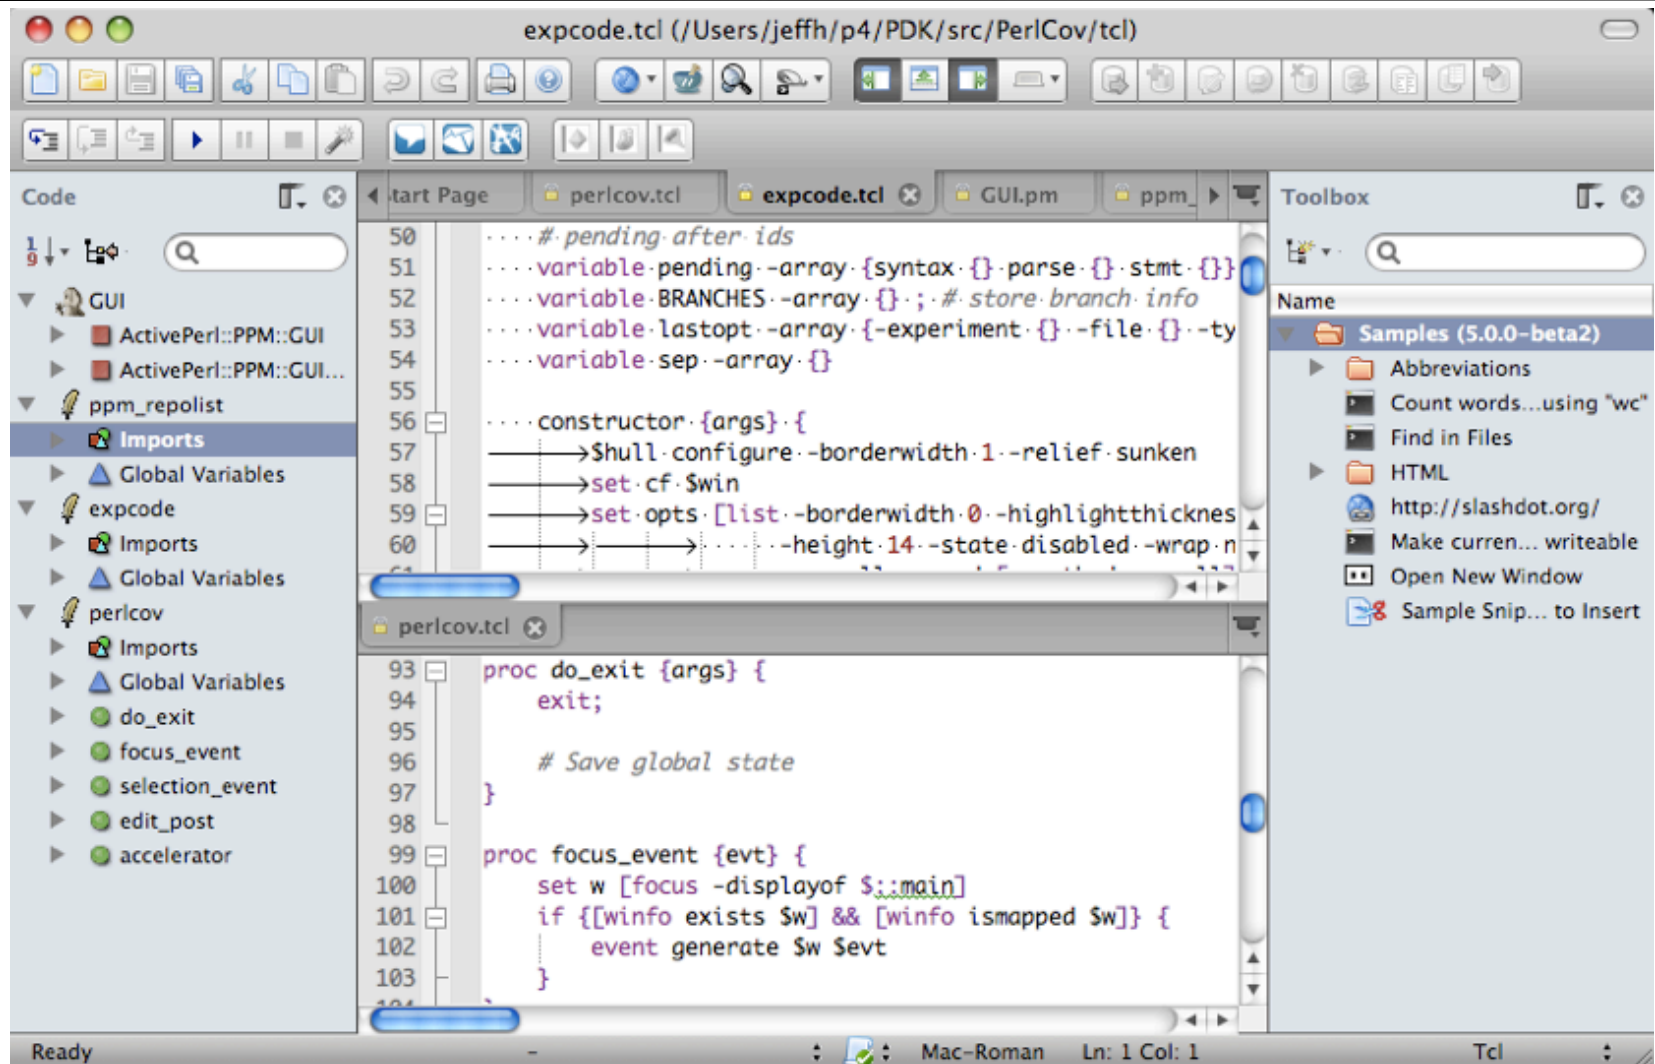 expcode.tcl (/Users/jeffh/p4/PDK/src/PerlCov/tcl)
Code
GUI
ActivePerl::PPM::GUI
ActivePerl::PPM::GUI...
ppm_repolist
Imports
Global Variables
expcode
Imports
Global Variables
perlcov
Imports
Global Variables
do_exit
focus_event
selection_event
edit_post
accelerator
tart Page perlcov.tcl expcode.tcl GUI.pm ppm_
50 ····#·pending·after·ids
51 ····variable·pending·-array·{syntax·{}·parse·{}·stmt·{}}
52 ····variable·BRANCHES·-array·{}·;·#·store·branch·info
53 ····variable·lastopt·-array·{-experiment·{}·-file·{}·-ty
54 ····variable·sep·-array·{}
55
56 ····constructor·{args}·{
57 $hull·configure·-borderwidth·1·-relief·sunken
58 set·cf·$win
59 set·opts·[list·-borderwidth·0·-highlightthicknes
60 -height·14·-state·disabled·-wrap·n
perlcov.tcl
93 proc do_exit {args} {
94 exit;
95
96 # Save global state
97 }
98
99 proc focus_event {evt} {
100 set w [focus -displayof $::main]
101 if {[winfo exists $w] && [winfo ismapped $w]} {
102 event generate $w $evt
103 }
Toolbox
Name
Samples (5.0.0-beta2)
Abbreviations
Count words...using "wc"
Find in Files
HTML
http://slashdot.org/
Make curren... writeable
Open New Window
Sample Snip... to Insert
Ready - Mac-Roman Ln: 1 Col: 1 Tcl